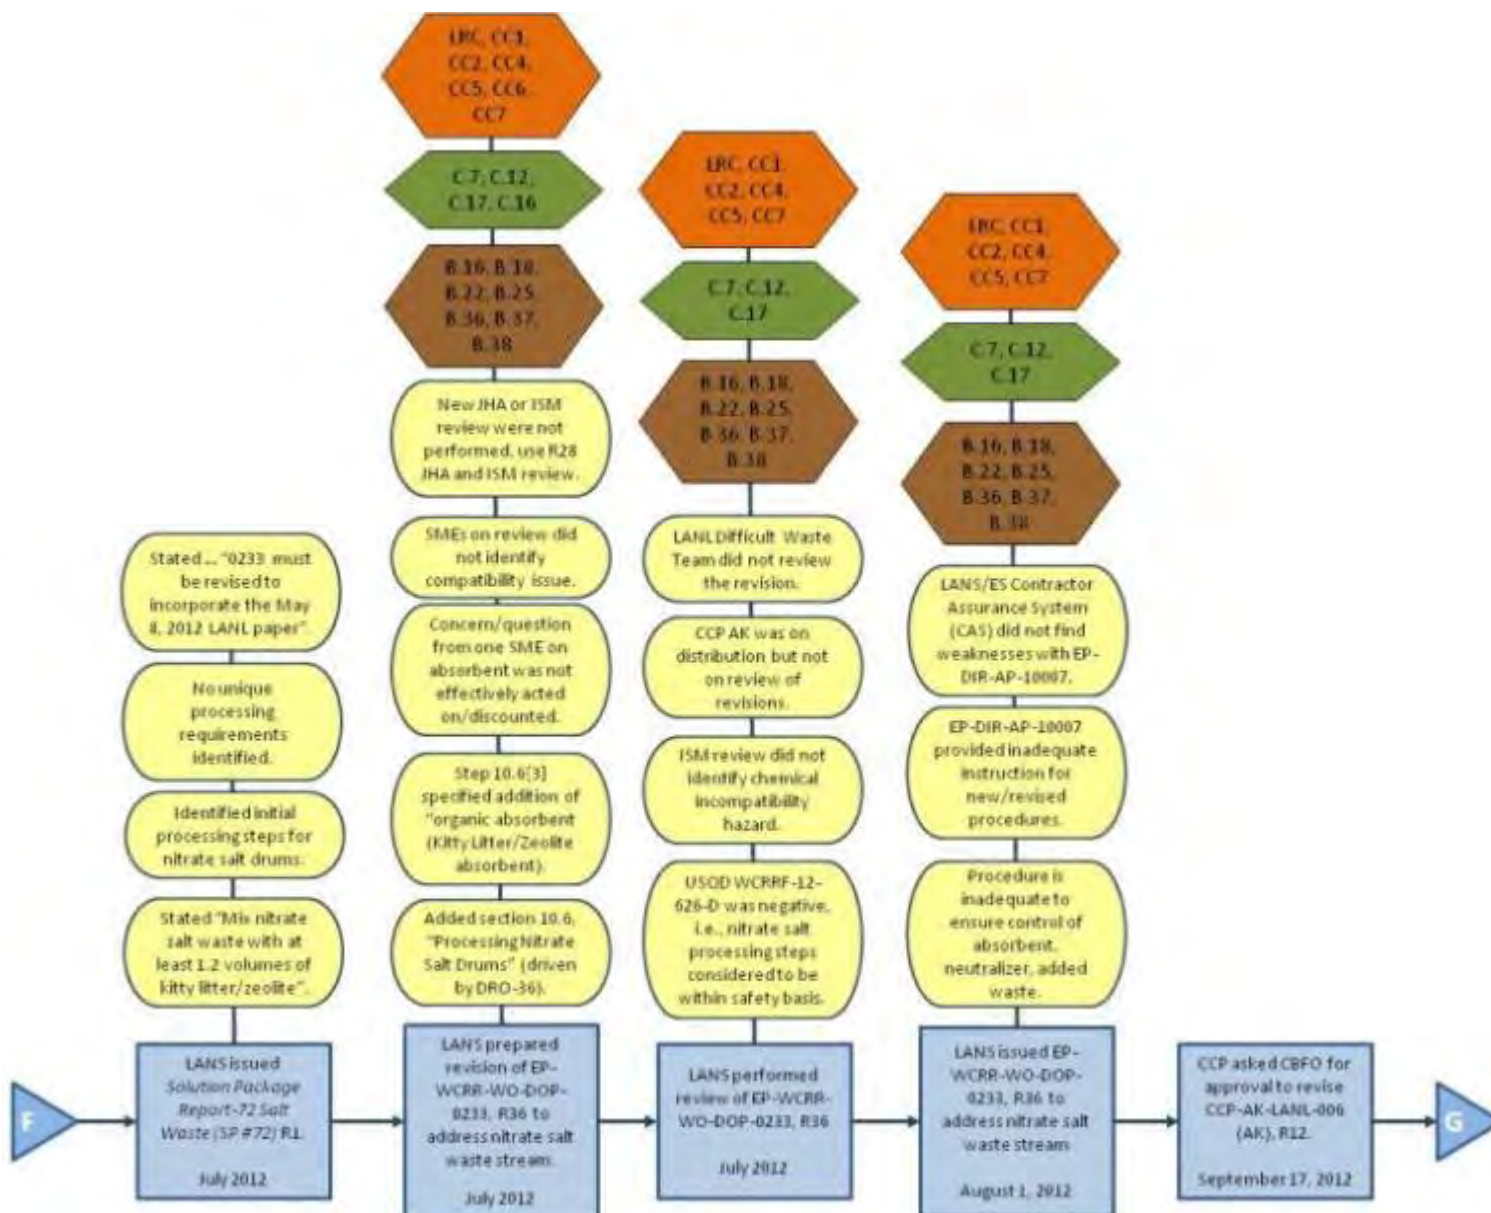 LRC, CC1,
CC2, CC4,
CC5, CC6,
CC7
C.7, C.12,
C.17, C.16
B.16, B.18,
B.22, B.25,
B.36, B.37,
B.38
New JHA or ISM
review were not
performed, use R28
JHA and ISM review.
SMEs on review did
not identify
compatibility issue.
Concern/question
from one SME on
absorbent was not
effectively acted
on/discounted.
Step 10.6[3]
specified addition of
"organic absorbent
(Kitty Litter/Zeolite
absorbent).
Added section 10.6,
"Processing Nitrate
Salt Drums" (driven
by DRO-36).
LRC, CC1,
CC2, CC4,
CC5, CC7
C.7, C.12,
C.17
B.16, B.18,
B.22, B.25,
B.36, B.37,
B.38
LANL Difficult Waste
Team did not review
the revision.
CCP AK was on
distribution but not
on review of
revisions.
ISM review did not
identify chemical
incompatibility
hazard.
USQD WCRRF-12-
626-D was negative,
i.e., nitrate salt
processing steps
considered to be
within safety basis.
LRC, CC1,
CC2, CC4,
CC5, CC7
C.7, C.12,
C.17
B.16, B.18,
B.22, B.25,
B.36, B.37,
B.38
LANS/ES Contractor
Assurance System
(CAS) did not find
weaknesses with EP-
DIR-AP-10007.
EP-DIR-AP-10007
provided inadequate
instruction for
new/revised
procedures.
Procedure is
inadequate to
ensure control of
absorbent,
neutralizer, added
waste.
Stated ... "0233 must
be revised to
incorporate the May
8, 2012 LANL paper".
No unique
processing
requirements
identified.
Identified initial
processing steps for
nitrate salt drums.
Stated "Mix nitrate
salt waste with at
least 1.2 volumes of
kitty litter/zeolite".
F
LANS issued
Solution Package
Report-72 Salt
Waste (SP #72) R1.
July 2012
LANS prepared
revision of EP-
WCRR-WO-DOP-
0233, R36 to
address nitrate salt
waste stream.
July 2012
LANS performed
review of EP-WCRR-
WO-DOP-0233, R36
July 2012
LANS issued EP-
WCRR-WO-DOP-
0233, R36 to
address nitrate salt
waste stream
August 1, 2012
CCP asked CBFO for
approval to revise
CCP-AK-LANL-006
(AK), R12.
September 17, 2012
G